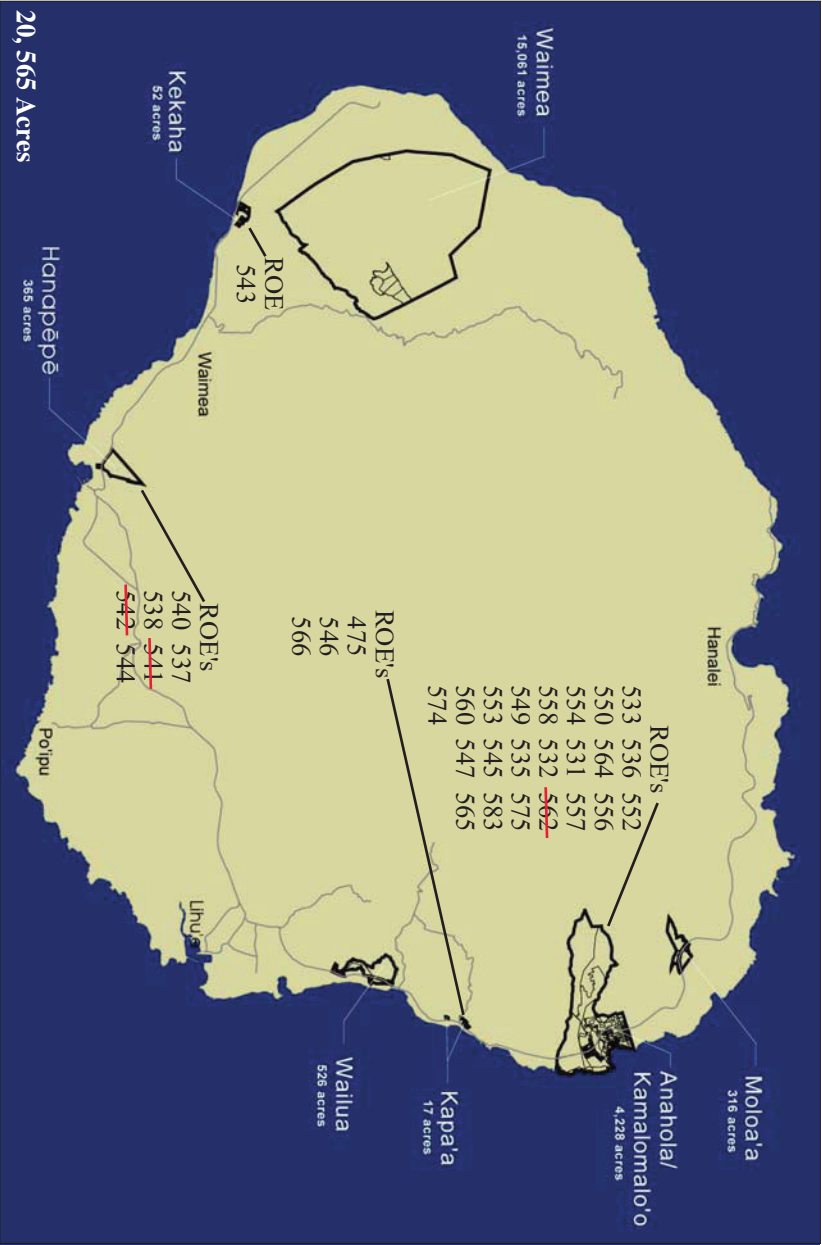 Moloa'a
316 acres
Hanalei
Anahola/
Kamalomalo'o
4,228 acres
ROE's
533 536 552
550 564 556
554 531 557
558 532 562
549 535 575
553 545 583
560 547 565
574
Waimea
15,061 acres
Kapa'a
17 acres
ROE's
475
546
566
Wailua
526 acres
ROE
543
Waimea
ROE's
540 537
538 541
542 544
Lihu'e
Kekaha
52 acres
Hanapēpē
365 acres
Po'ipu
20, 565 Acres